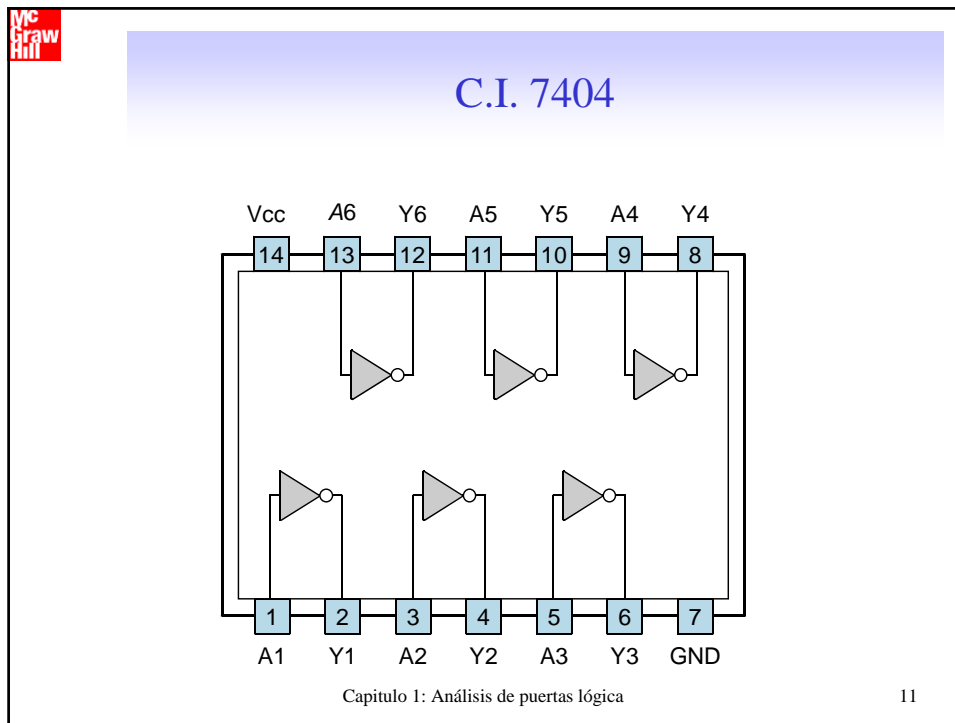 Mc
Graw
Hill
C.I. 7404
Vcc A6 Y6 A5 Y5 A4 Y4
14 13 12 11 10 9 8
1 2 3 4 5 6 7
A1 Y1 A2 Y2 A3 Y3 GND
Capitulo 1: Análisis de puertas lógica 11